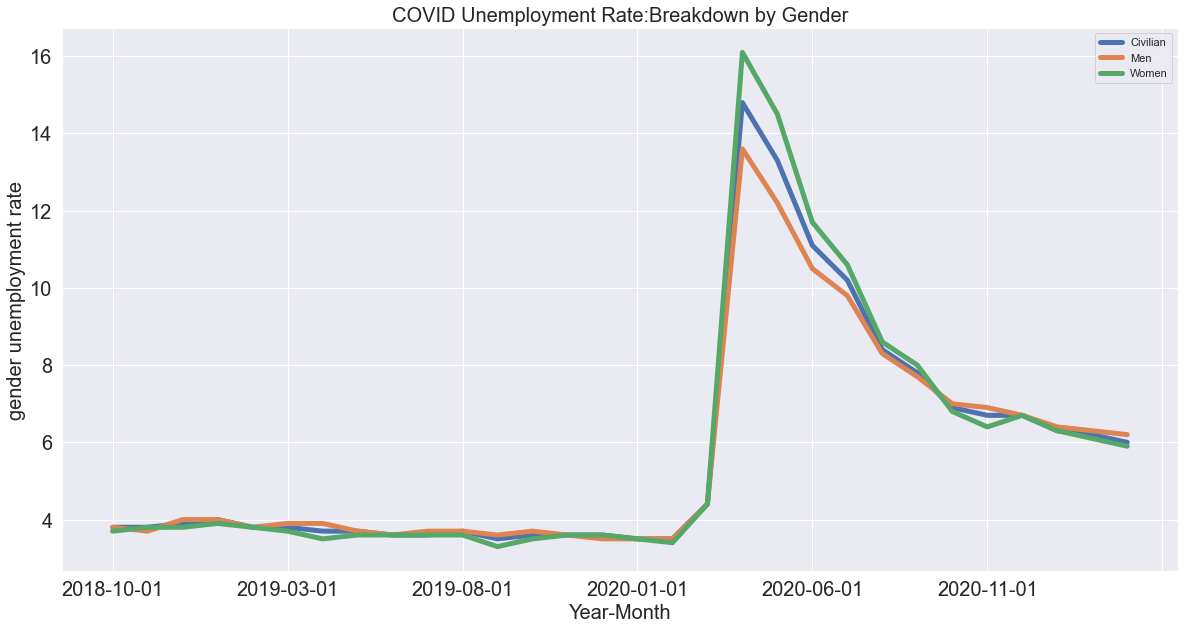 COVID Unemployment Rate:Breakdown by Gender
Civilian
Men
Women
gender unemployment rate
16
14
12
10
8
6
4
2018-10-01 2019-03-01 2019-08-01 2020-01-01 2020-06-01 2020-11-01
Year-Month